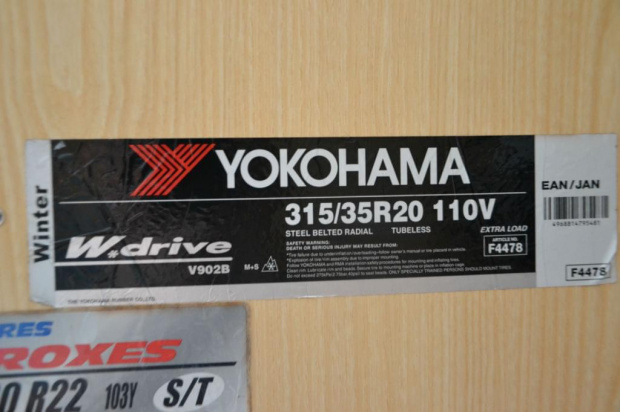 Winter
YOKOHAMA
315/35R20 110V
STEEL BELTED RADIAL TUBELESS
EXTRA LOAD
W.drive
V902B
M+S
SAFETY WARNING:
DEATH OR SERIOUS INJURY MAY RESULT FROM:
ARTICLE NO.
F4478
THE YOKOHAMA RUBBER CO.,LTD.
EAN/JAN
4968814795481
F4478
RES
ROXES
0 R22 103Y S/T